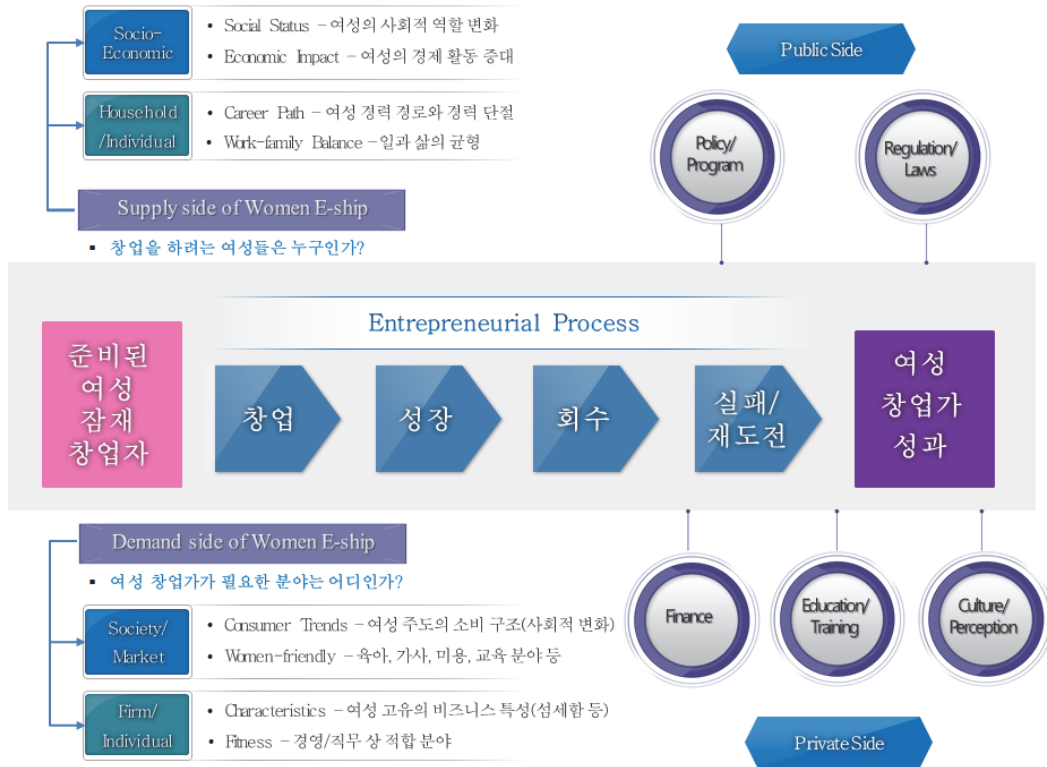 Socio-
Economic
• Social Status – 여성의 사회적 역할 변화
• Economic Impact – 여성의 경제 활동 증대
Household
/Individual
• Career Path – 여성 경력 경로와 경력 단절
• Work-family Balance – 일과 삶의 균형
Supply side of Women E-ship
▪ 창업을 하려는 여성들은 누구인가?
Public Side
Policy/
Program
Regulation/
Laws
Entrepreneurial Process
준비된
여성
잠재
창업자
창업
성장
회수
실패/
재도전
여성
창업가
성과
Demand side of Women E-ship
▪ 여성 창업가가 필요한 분야는 어디인가?
Society/
Market
• Consumer Trends – 여성 주도의 소비 구조(사회적 변화)
• Women-friendly – 육아, 가사, 미용, 교육 분야 등
Firm/
Individual
• Characteristics – 여성 고유의 비즈니스 특성(섬세함 등)
• Fitness – 경영/직무 상 적합 분야
Finance
Education/
Training
Culture/
Perception
Private Side